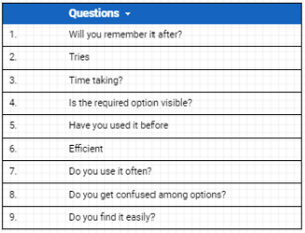 Questions
1. Will you remember it after?
2. Tries
3. Time taking?
4. Is the required option visible?
5. Have you used it before
6. Efficient
7. Do you use it often?
8. Do you get confused among options?
9. Do you find it easily?